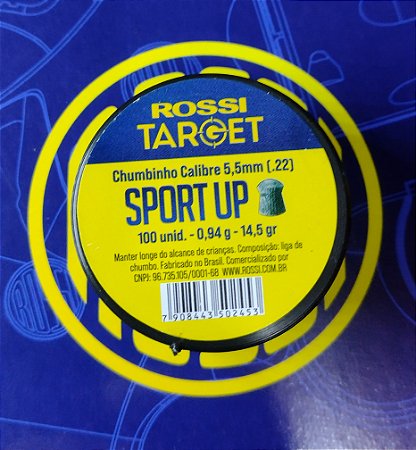 ROSSI
TARGET
Chumbinho Calibre 5,5mm (.22)
SPORT UP
100 unid. - 0,94 g - 14,5 gr
Manter longe do alcance de crianças. Composição: liga de
chumbo. Fabricado no Brasil. Comercializado por
CNPJ: 96.735.105/0001-68 WWW.ROSSI.COM.BR
7 908443 502453